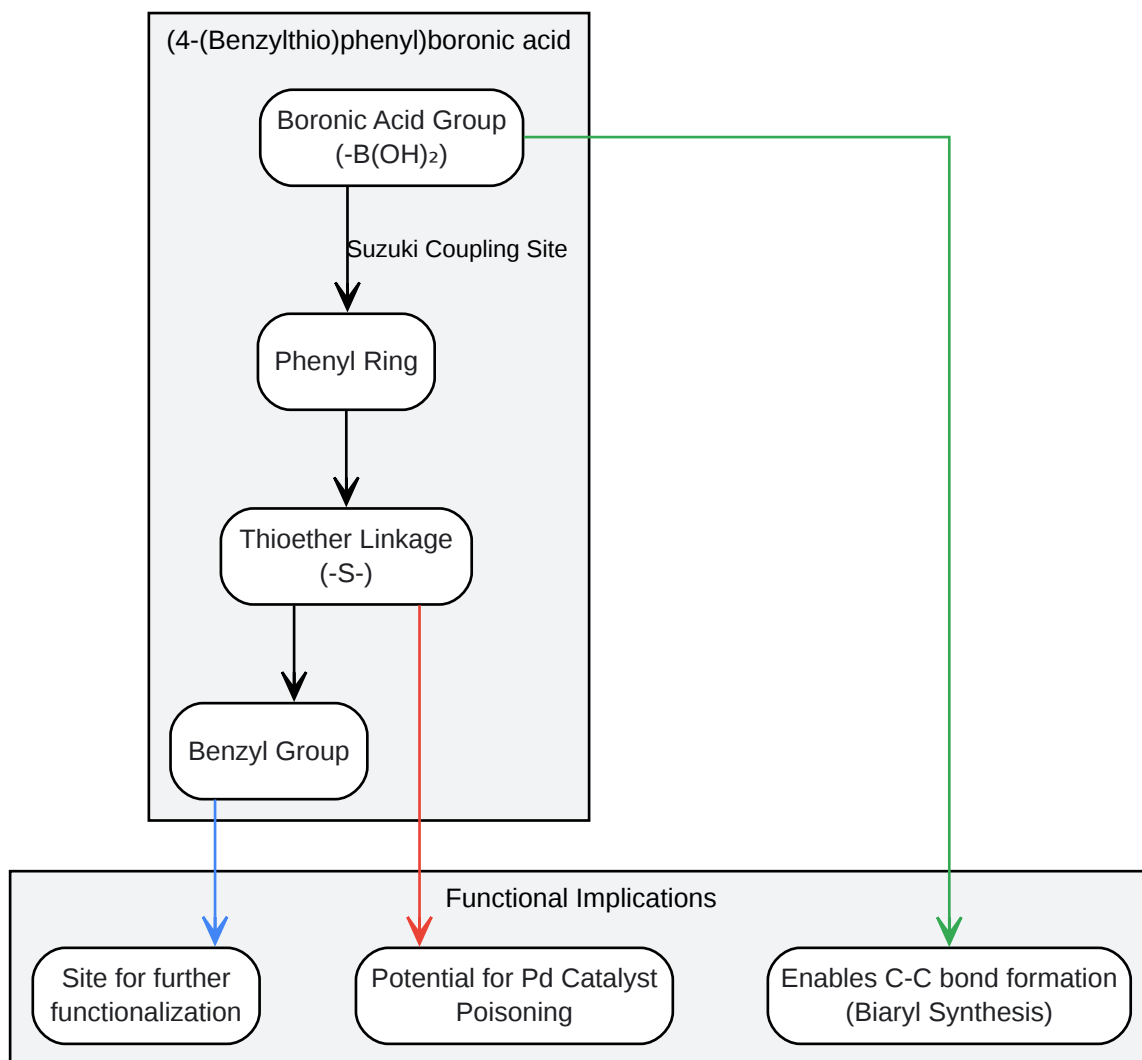 (4-(Benzylthio)phenyl)boronic acid
Boronic Acid Group
(-B(OH)₂)
Suzuki Coupling Site
Phenyl Ring
Thioether Linkage
(-S-)
Benzyl Group
Functional Implications
Site for further
functionalization
Potential for Pd Catalyst
Poisoning
Enables C-C bond formation
(Biaryl Synthesis)